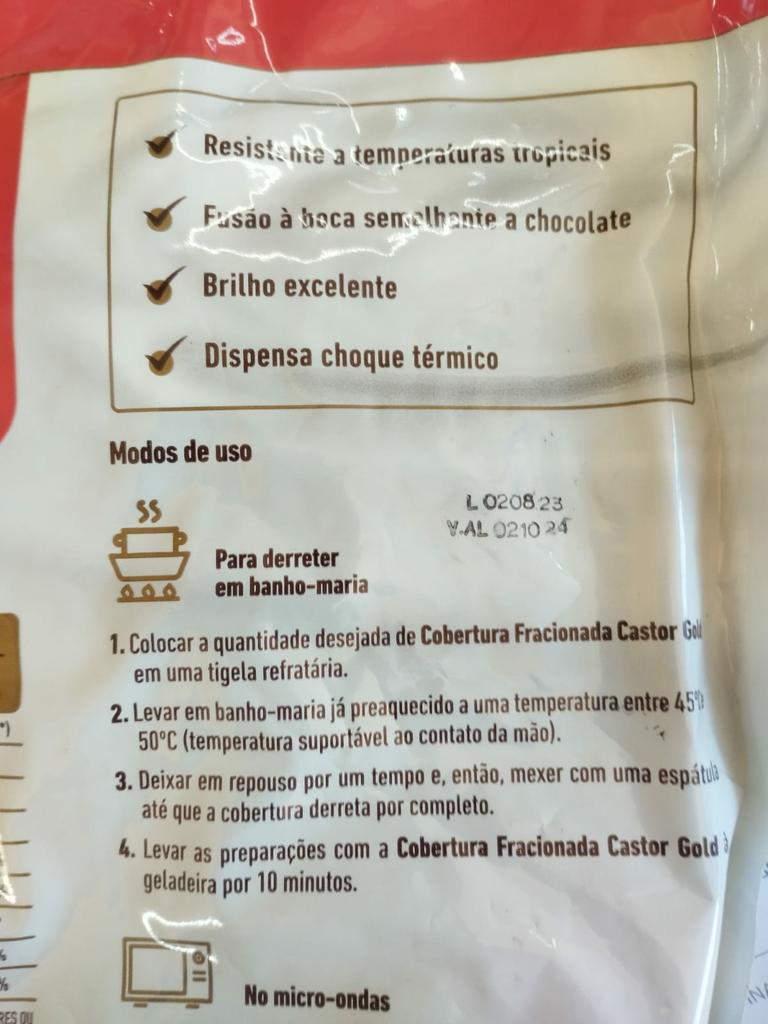 Resistente a temperaturas tropicais
Fusão à boca semelhante a chocolate
Brilho excelente
Dispensa choque térmico
Modos de uso
L 0208 23
VAL 0210 24
Para derreter
em banho-maria
1. Colocar a quantidade desejada de Cobertura Fracionada Castor Gold
em uma tigela refratária.
2. Levar em banho-maria já preaquecido a uma temperatura entre 45°
50°C (temperatura suportável ao contato da mão).
3. Deixar em repouso por um tempo e, então, mexer com uma espátula
até que a cobertura derreta por completo.
4. Levar as preparações com a Cobertura Fracionada Castor Gold à
geladeira por 10 minutos.
No micro-ondas